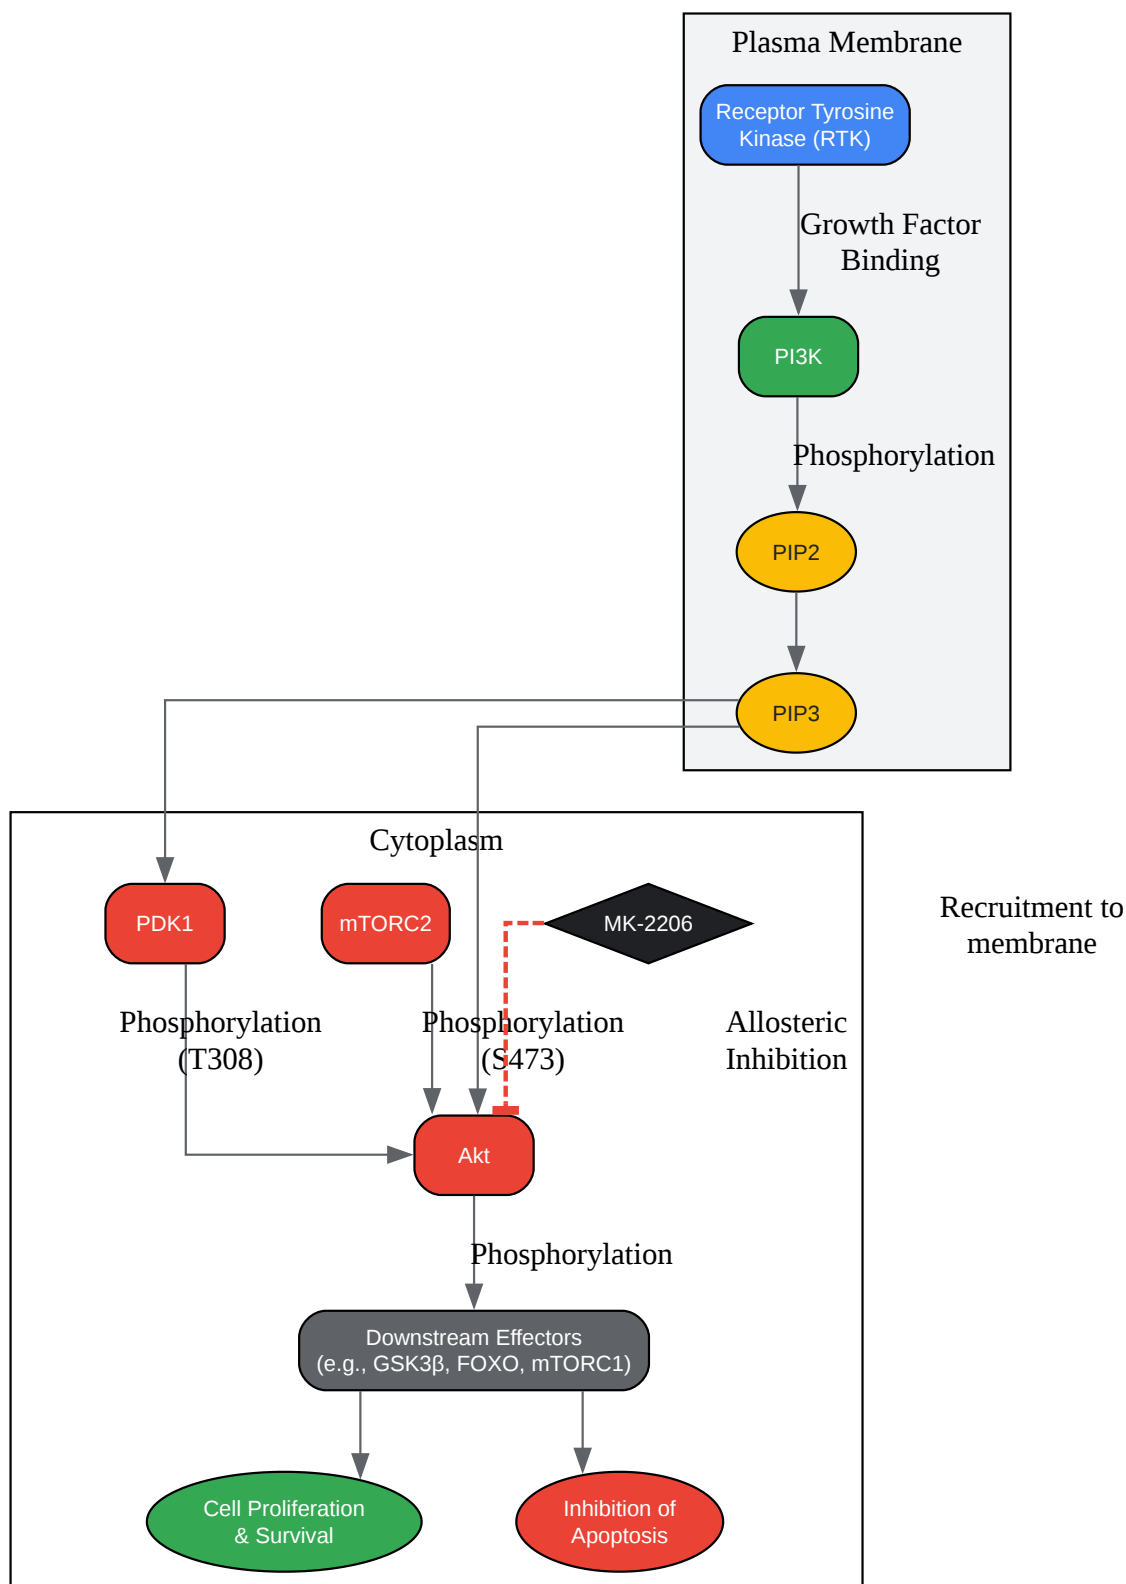 Plasma Membrane
Receptor Tyrosine
Kinase (RTK)
Growth Factor
Binding
PI3K
Phosphorylation
PIP2
PIP3
Cytoplasm
PDK1
mTORC2
MK-2206
Recruitment to
membrane
Phosphorylation
(T308)
Phosphorylation
(S473)
Allosteric
Inhibition
Akt
Phosphorylation
Downstream Effectors
(e.g., GSK3β, FOXO, mTORC1)
Cell Proliferation
& Survival
Inhibition of
Apoptosis